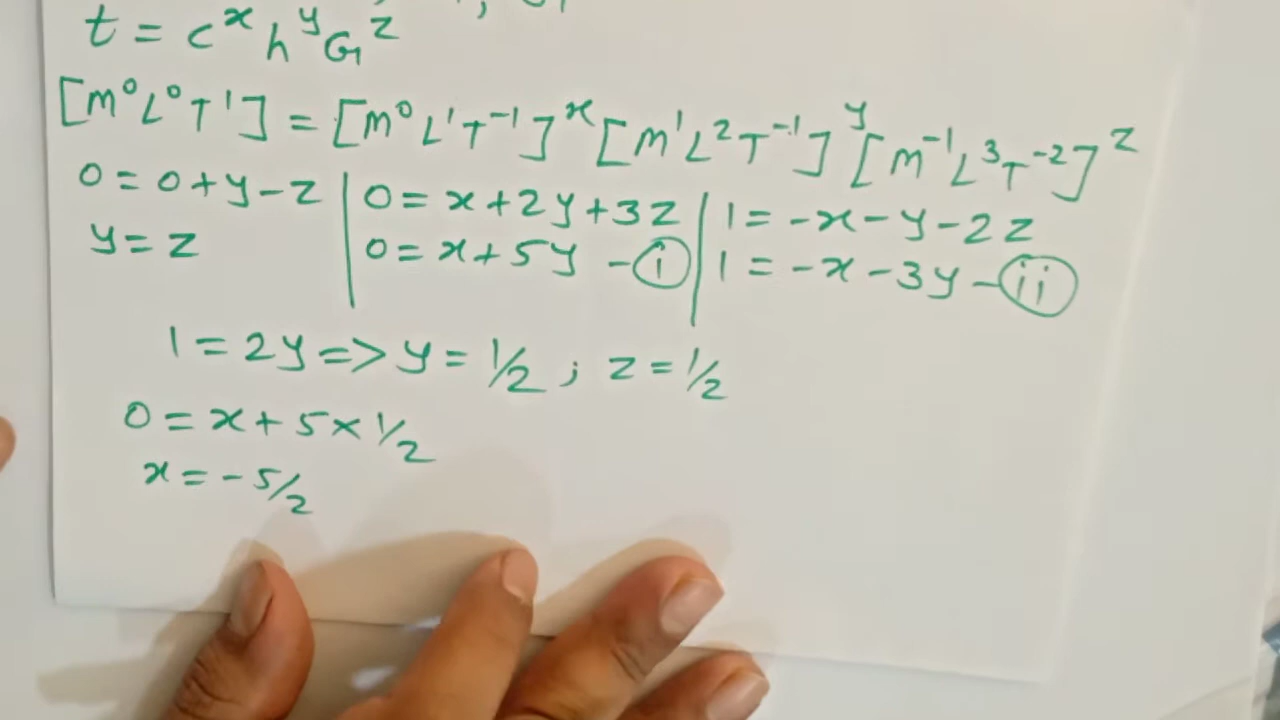 t = c^x h^y G^z
[M⁰L⁰T¹] = [M⁰L¹T⁻¹]^x [M¹L²T⁻¹]^y [M⁻¹L³T⁻²]^z
0 = 0 + y - z | 0 = x + 2y + 3z | 1 = -x - y - 2z
y = z | 0 = x + 5y - (i) | 1 = -x - 3y - (ii)
1 = 2y => y = 1/2 ; z = 1/2
0 = x + 5 × 1/2
x = - 5/2